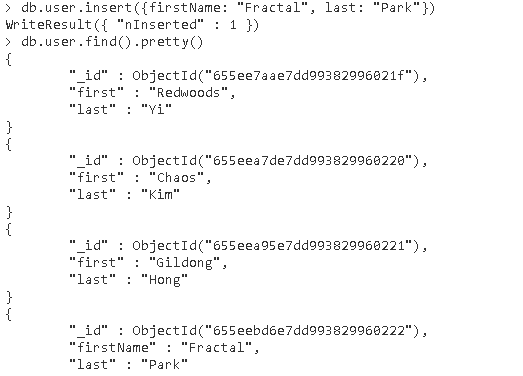 > db.user.insert({firstName: "Fractal", last: "Park"})
WriteResult({ "nInserted" : 1 })
> db.user.find().pretty()
{
"_id" : ObjectId("655ee7aae7dd99382996021f"),
"first" : "Redwoods",
"last" : "Yi"
}
{
"_id" : ObjectId("655eea7de7dd993829960220"),
"first" : "Chaos",
"last" : "Kim"
}
{
"_id" : ObjectId("655eea95e7dd993829960221"),
"first" : "Gildong",
"last" : "Hong"
}
{
"_id" : ObjectId("655eebd6e7dd993829960222"),
"firstName" : "Fractal",
"last" : "Park"